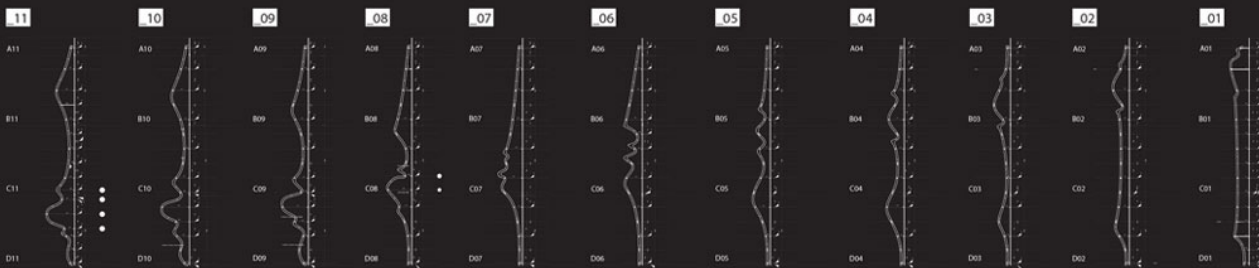 _11 _10 _09 _08 _07 _06 _05 _04 _03 _02 _01
A11 A10 A09 A08 A07 A06 A05 A04 A03 A02 A01
B11 B10 B09 B08 B07 B06 B05 B04 B03 B02 B01
C11 C10 C09 C08 C07 C06 C05 C04 C03 C02 C01
D11 D10 D09 D08 D07 D06 D05 D04 D03 D02 D01